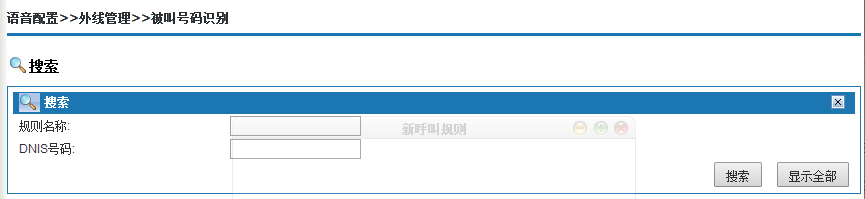 语音配置>>外线管理>>被叫号码识别
搜索
搜索
规则名称:
新呼叫规则
DNIS号码:
搜索 显示全部